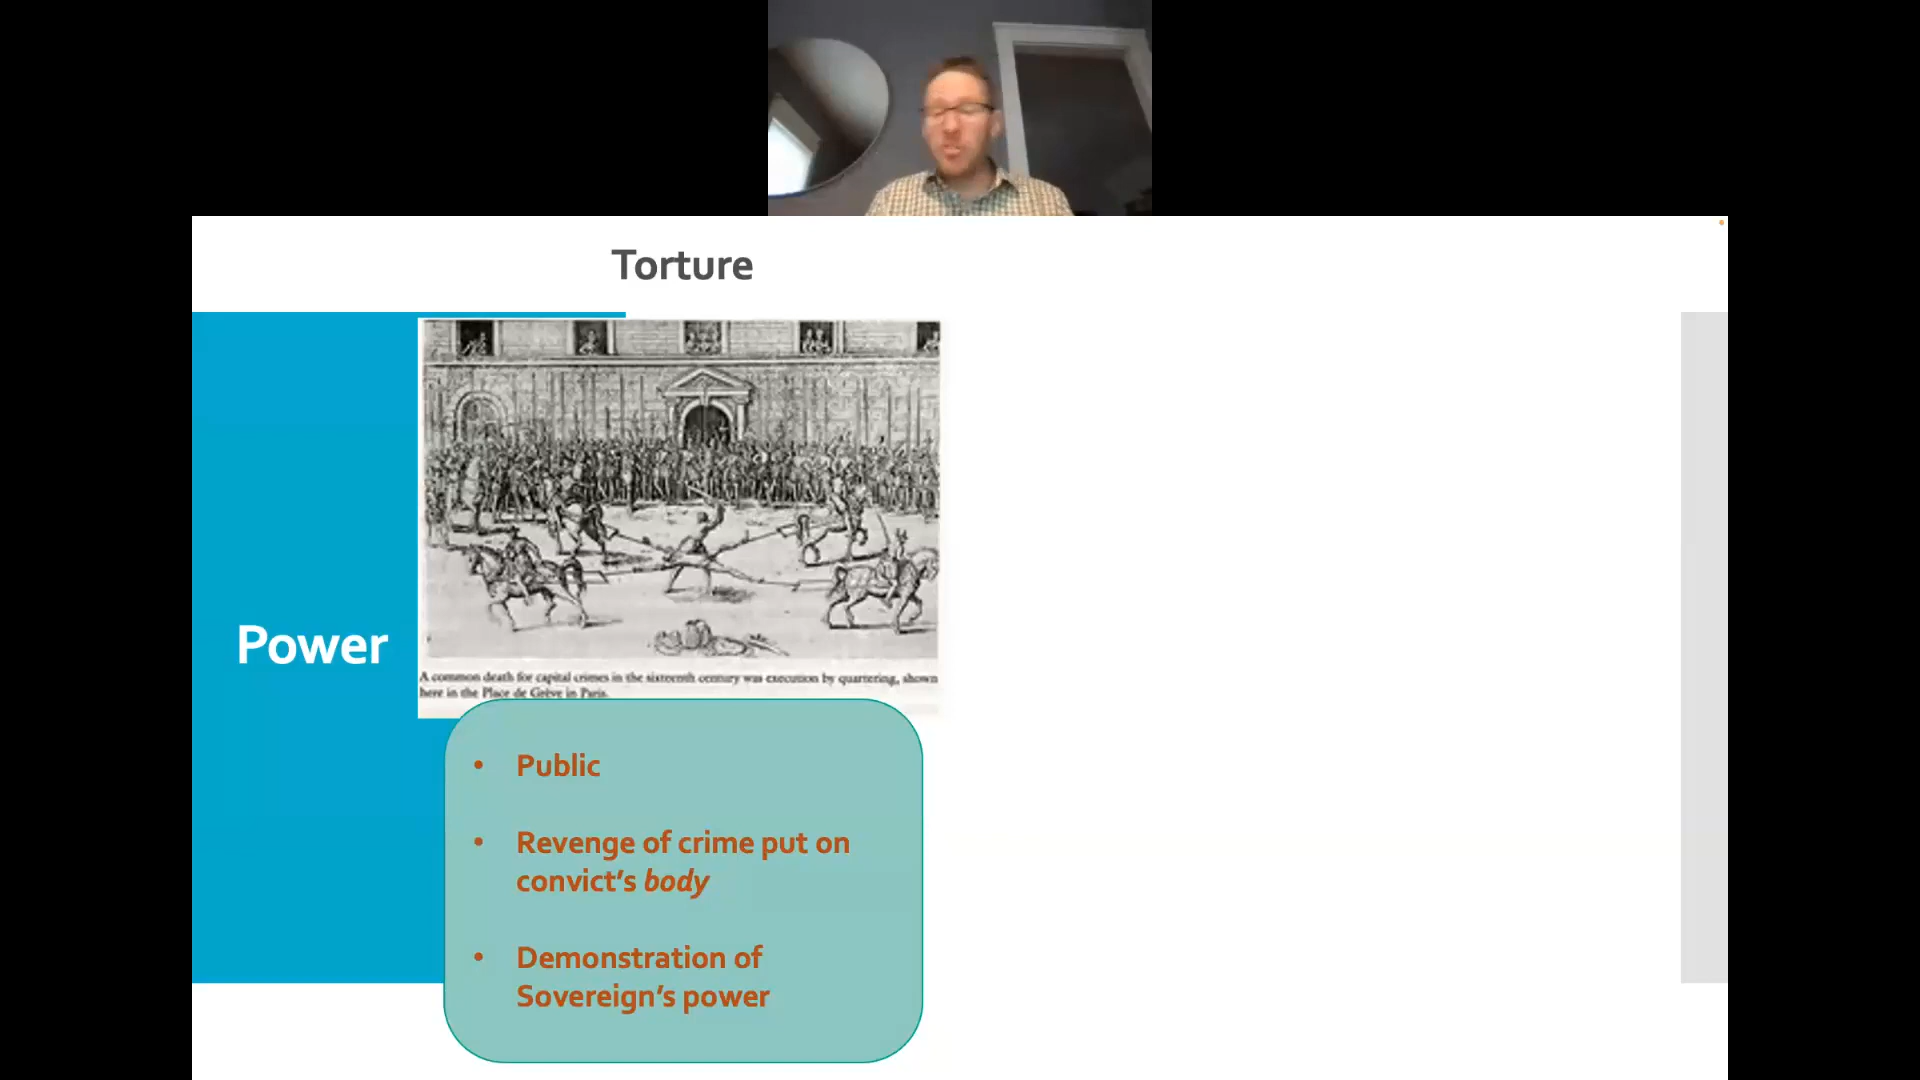 Torture
Power
A common death for capital crimes in the sixteenth century was execution by quartering, shown
here in the Place de Grève in Paris.
• Public
• Revenge of crime put on
convict's body
• Demonstration of
Sovereign's power